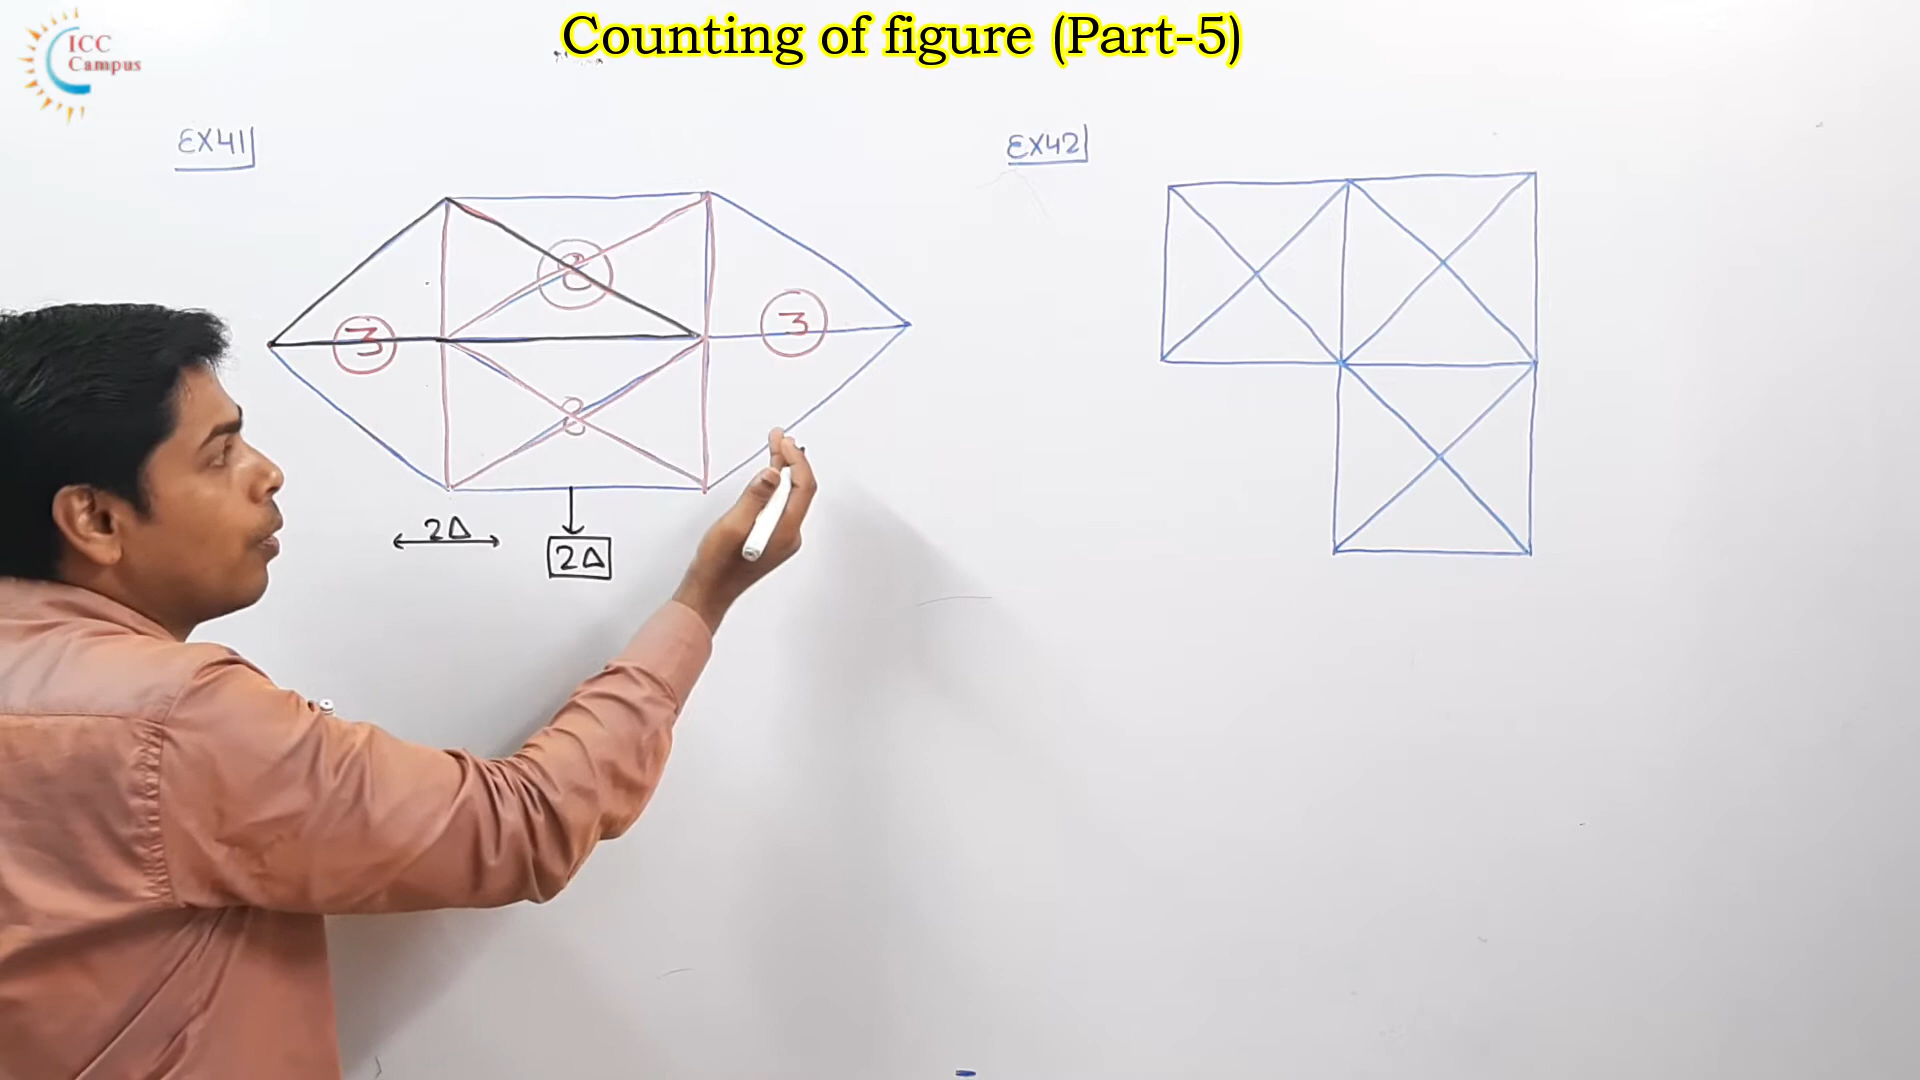 Counting of figure (Part-5)
ICC
Campus
EX41
EX42
8
3
3
8
2Δ
2Δ